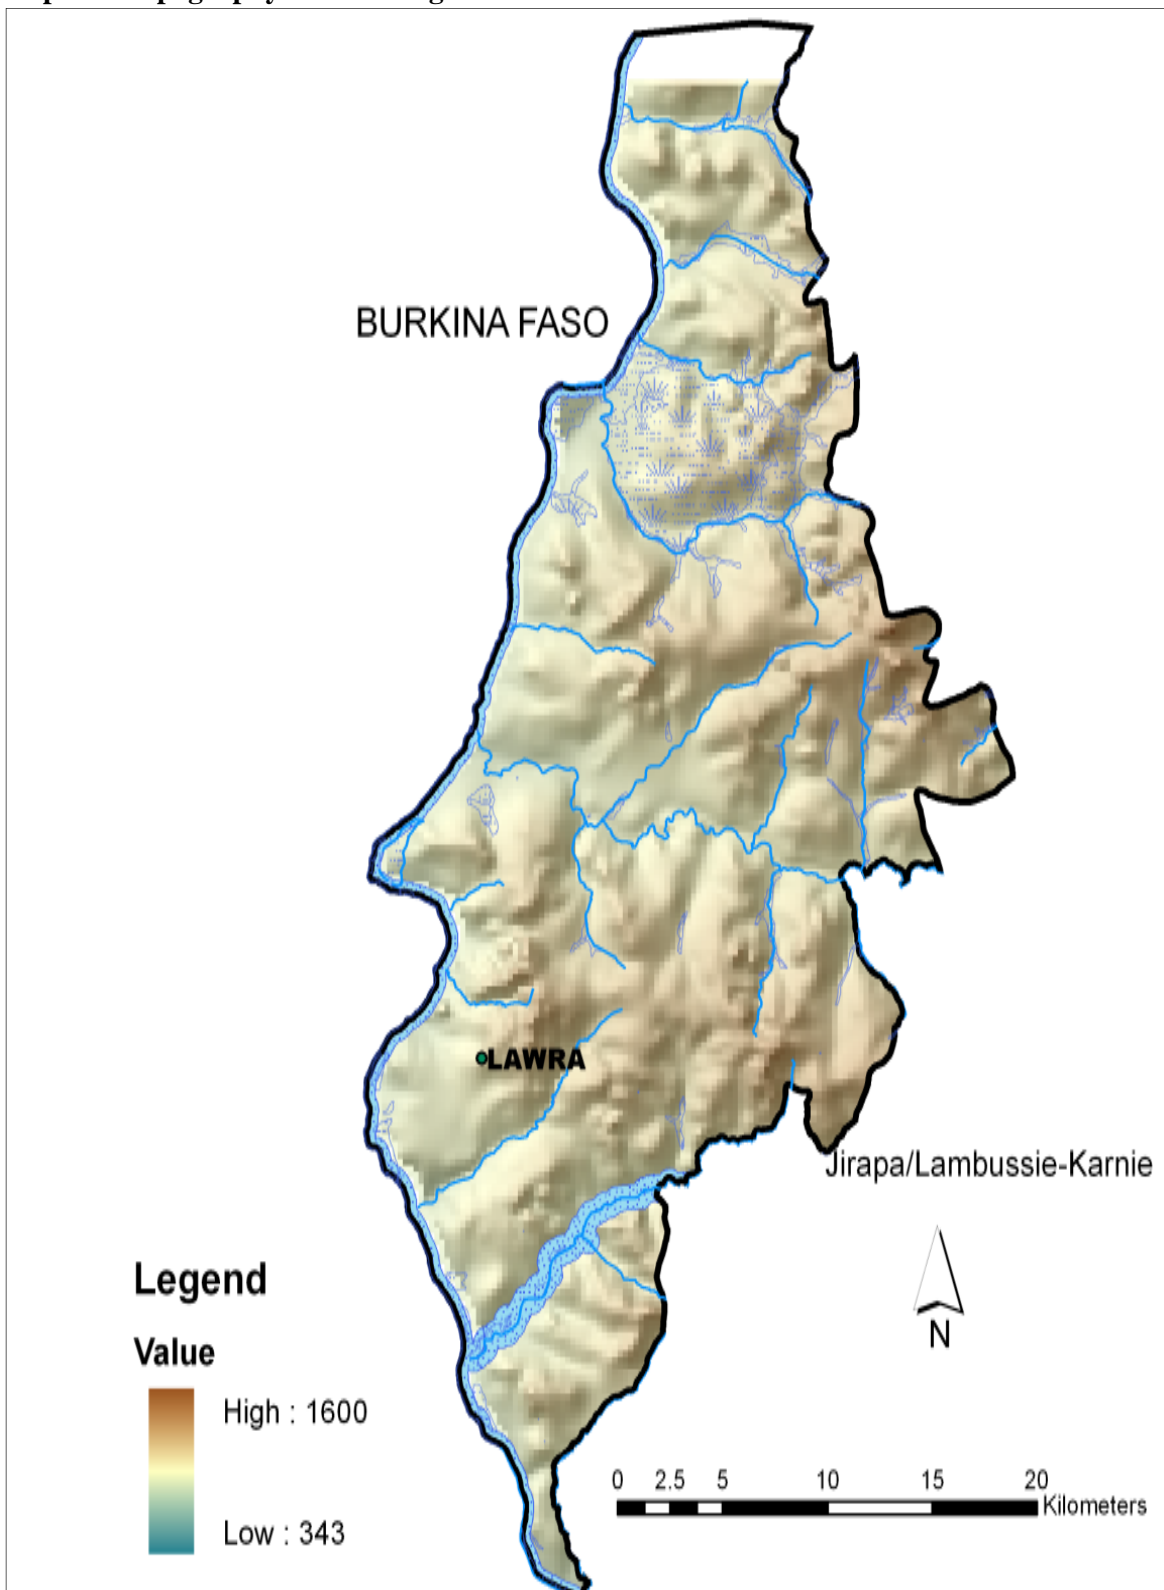 BURKINA FASO
LAWRA
Jirapa/Lambussie-Karnie
N
Legend
Value
High : 1600
Low : 343
0 2.5 5 10 15 20
Kilometers